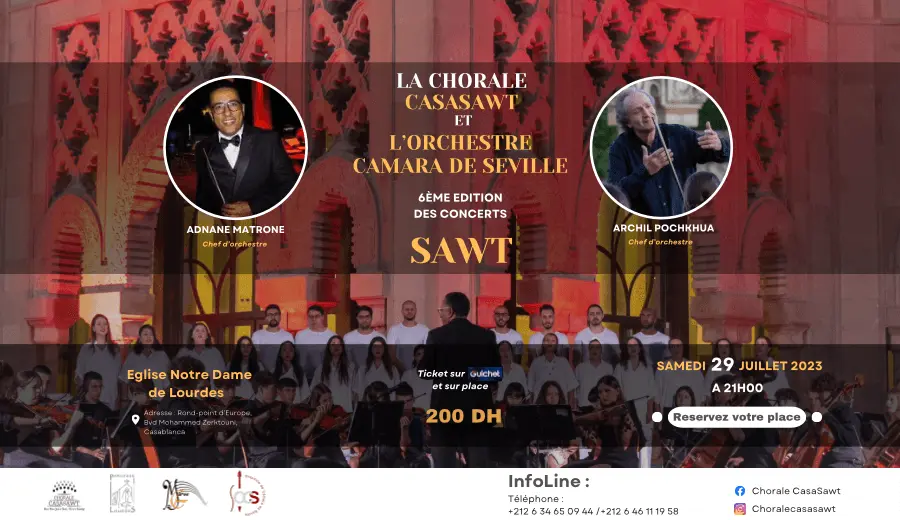 LA CHORALE
CASASAWT
ET
L'ORCHESTRE
CAMARA DE SEVILLE
6ÈME EDITION
DES CONCERTS
SAWT
ADNANE MATRONE
Chef d'orchestre
ARCHIL POCHKHUA
Chef d'orchestre
Eglise Notre Dame
de Lourdes
Adresse : Rond-point d'Europe,
Bvd Mohammed Zerktouni,
Casablanca
Ticket sur Guichet
et sur place
200 DH
SAMEDI 29 JUILLET 2023
A 21H00
Reservez votre place
CHORALE
CASASAWT
InfoLine :
Téléphone :
+212 6 34 65 09 44 /+212 6 46 11 19 58
Chorale CasaSawt
Choralecasasawt